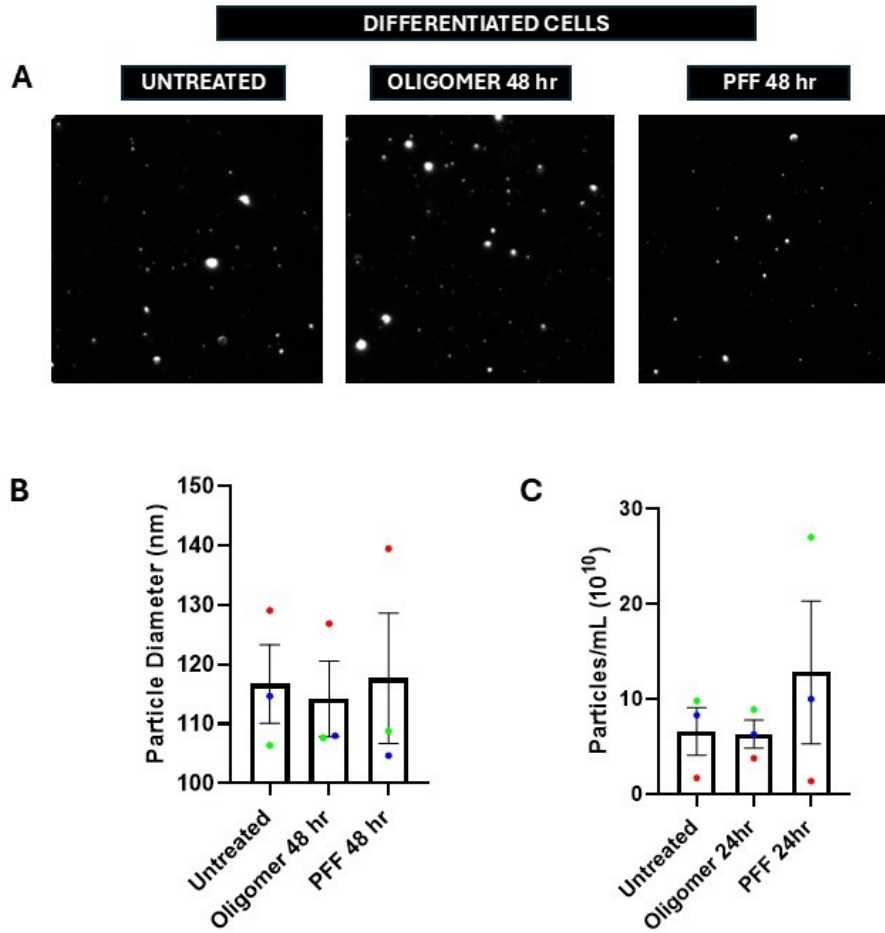 DIFFERENTIATED CELLS
A
UNTREATED
OLIGOMER 48 hr
PFF 48 hr
B
Particle Diameter (nm)
150
140
130
120
110
100
Untreated
Oligomer 48 hr
PFF 48 hr
C
Particles/mL (10¹⁰)
30
20
10
0
Untreated
Oligomer 24hr
PFF 24hr